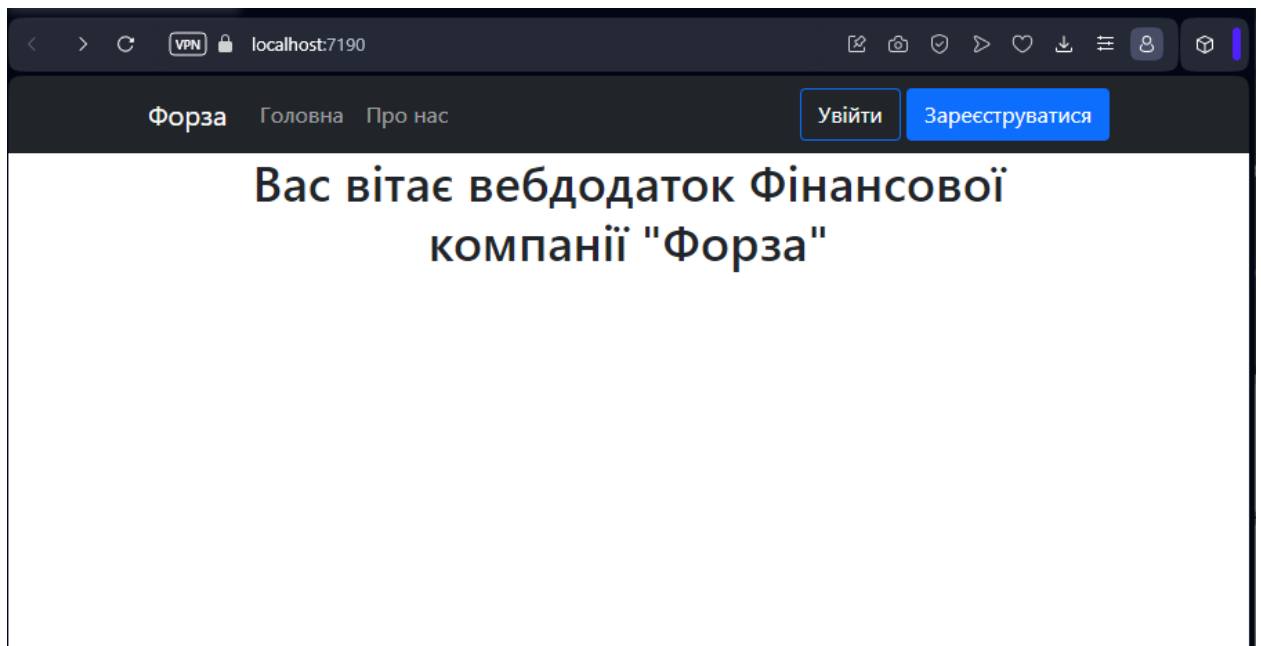 VPN localhost:7190
Форза Головна Про нас Увійти Зареєструватися
Вас вітає вебдодаток Фінансової
компанії "Форза"